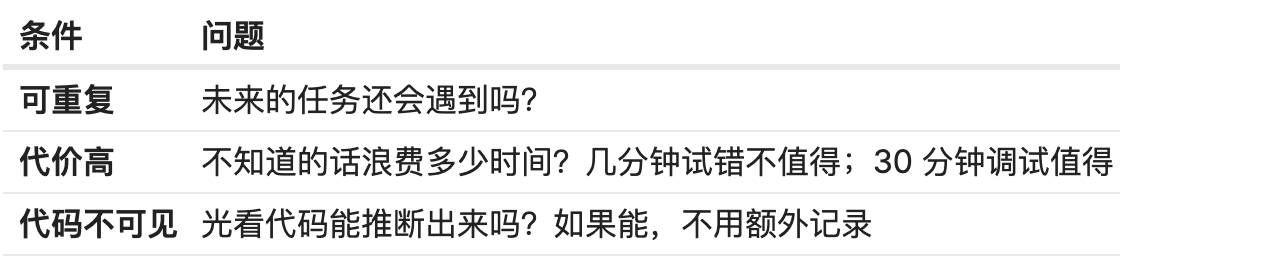 条件 问题
可重复 未来的任务还会遇到吗?
代价高 不知道的话浪费多少时间? 几分钟试错不值得；30 分钟调试值得
代码不可见 光看代码能推断出来吗? 如果能，不用额外记录